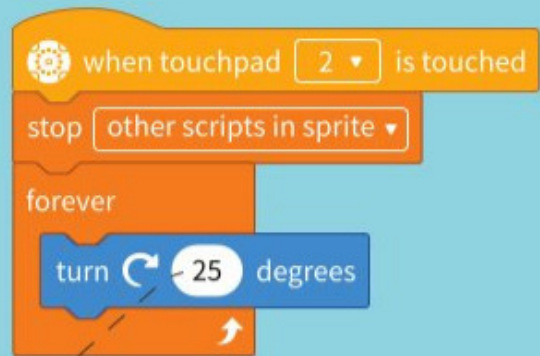 when touchpad 2 is touched
stop other scripts in sprite
forever
turn 25 degrees